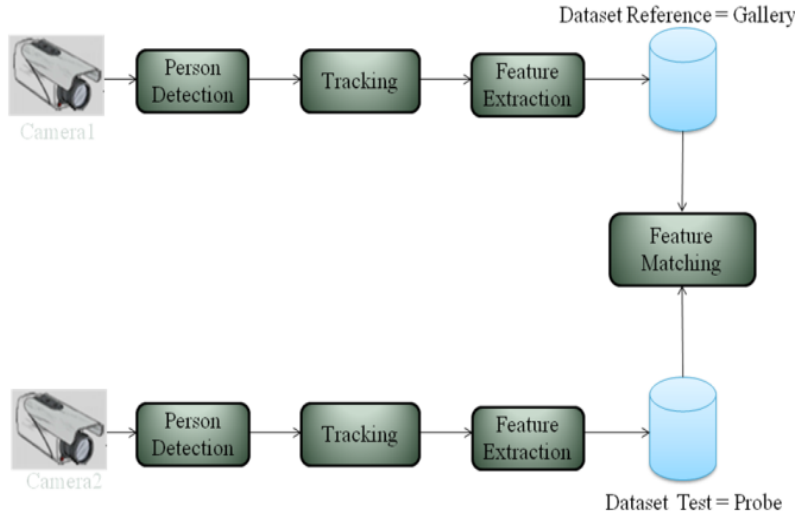 Dataset Reference = Gallery
Person
Detection
Tracking
Feature
Extraction
Camera1
Feature
Matching
Person
Detection
Tracking
Feature
Extraction
Camera2
Dataset Test = Probe